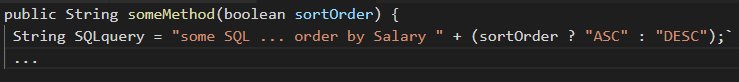 public String someMethod(boolean sortOrder) {
 String SQLquery = "some SQL ... order by Salary " + (sortOrder ? "ASC" : "DESC");`
 ...